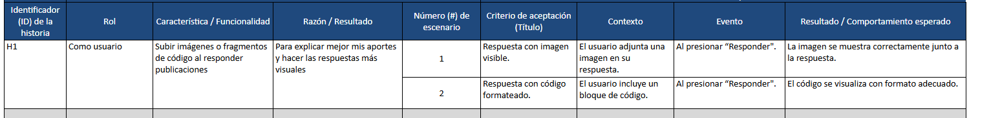 Identificador
(ID) de la
historia
Rol
Característica / Funcionalidad
Razón / Resultado
Número (#) de
escenario
Criterio de aceptación
(Título)
Contexto
Evento
Resultado / Comportamiento esperado
H1
Como usuario
Subir imágenes o fragmentos
de código al responder
publicaciones
Para explicar mejor mis aportes
y hacer las respuestas más
visuales
1
Respuesta con imagen
visible.
El usuario adjunta una
imagen en su
respuesta.
Al presionar “Responder".
La imagen se muestra correctamente junto a
la respuesta.
2
Respuesta con código
formateado.
El usuario incluye un
bloque de código.
Al presionar “Responder".
El código se visualiza con formato adecuado.